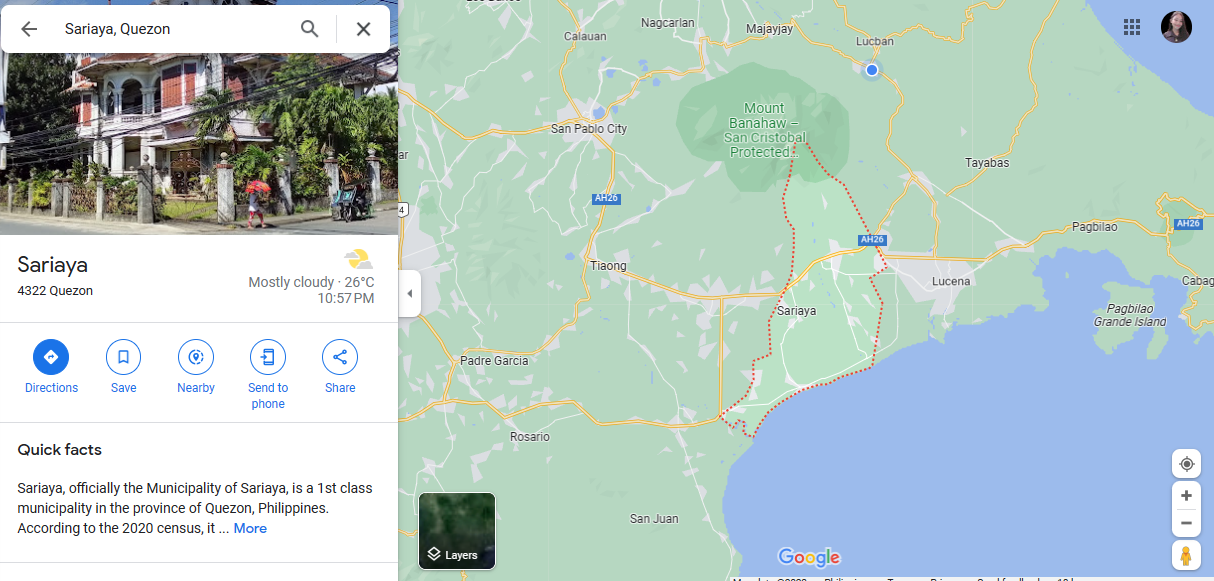 Sariaya, Quezon
Sariaya
4322 Quezon
Mostly cloudy · 26°C
10:57 PM
Directions
Save
Nearby
Send to
phone
Share
Quick facts
Sariaya, officially the Municipality of Sariaya, is a 1st class
municipality in the province of Quezon, Philippines.
According to the 2020 census, it ... More
Nagcarlan
Majayjay
Calauan
Lucban
Mount
Banahaw –
San Cristobal
Protected...
San Pablo City
Tayabas
AH26
4
Pagbilao
AH26
AH26
Tiaong
Lucena
Sariaya
Pagbilao
Grande Island
Padre Garcia
Rosario
San Juan
Layers
Google